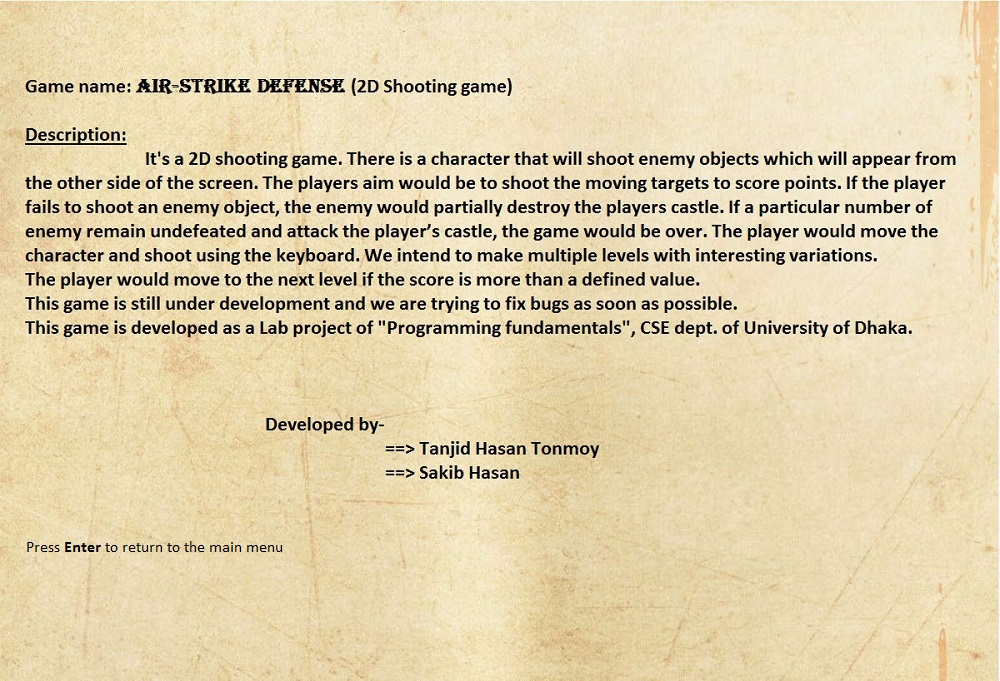 Game name: AIR-STRIKE DEFENSE (2D Shooting game)
Description:
It's a 2D shooting game. There is a character that will shoot enemy objects which will appear from
the other side of the screen. The players aim would be to shoot the moving targets to score points. If the player
fails to shoot an enemy object, the enemy would partially destroy the players castle. If a particular number of
enemy remain undefeated and attack the player’s castle, the game would be over. The player would move the
character and shoot using the keyboard. We intend to make multiple levels with interesting variations.
The player would move to the next level if the score is more than a defined value.
This game is still under development and we are trying to fix bugs as soon as possible.
This game is developed as a Lab project of "Programming fundamentals", CSE dept. of University of Dhaka.
Developed by-
==> Tanjid Hasan Tonmoy
==> Sakib Hasan
Press Enter to return to the main menu